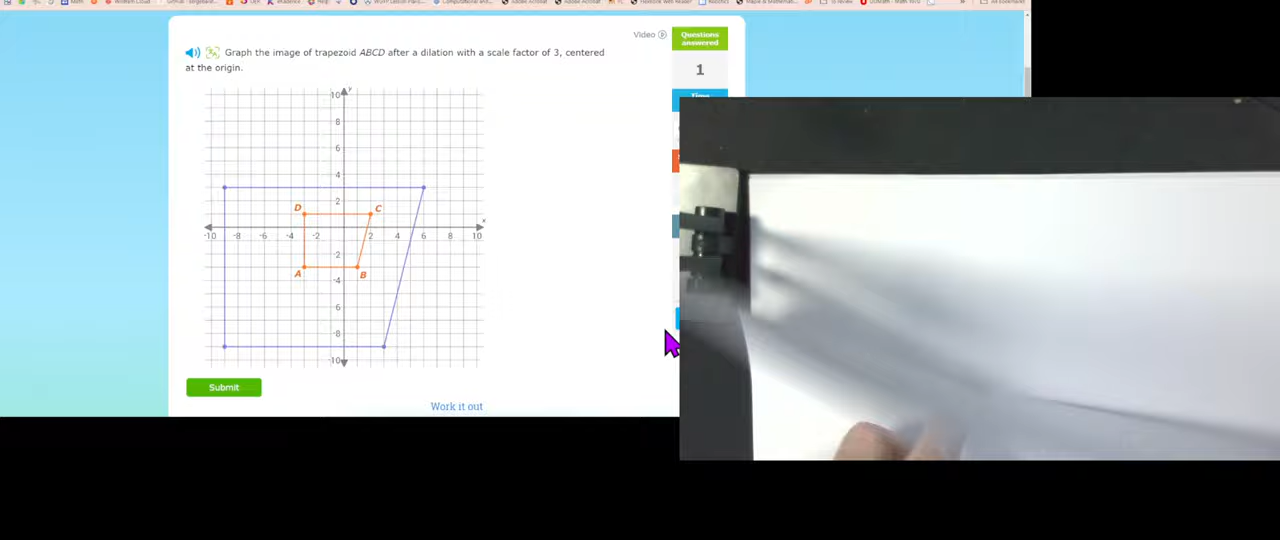 Video
Questions
answered
1
Time
Graph the image of trapezoid ABCD after a dilation with a scale factor of 3, centered
at the origin.
y
10
8
6
4
D
C
2
x
-10 -8 -6 -4 -2 2 4 6 8 10
-2
A
B
-4
-6
-8
-10
Submit
Work it out